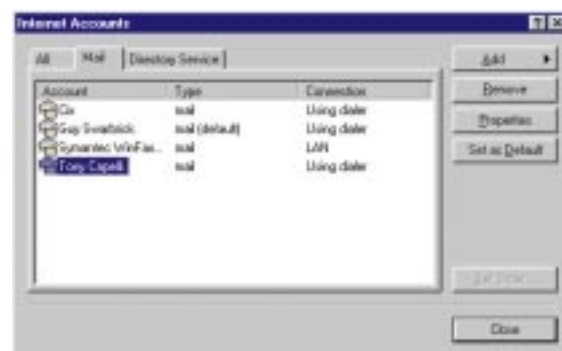 Internet Accounts
All Mail Directory Service
Add
Account Type Connection
Cix mail Using dialer
Guy Swarbrick mail (default) Using dialer
Symantec WinFax... mail LAN
Tony Capelli mail Using dialer
Remove
Properties
Set as Default
Close